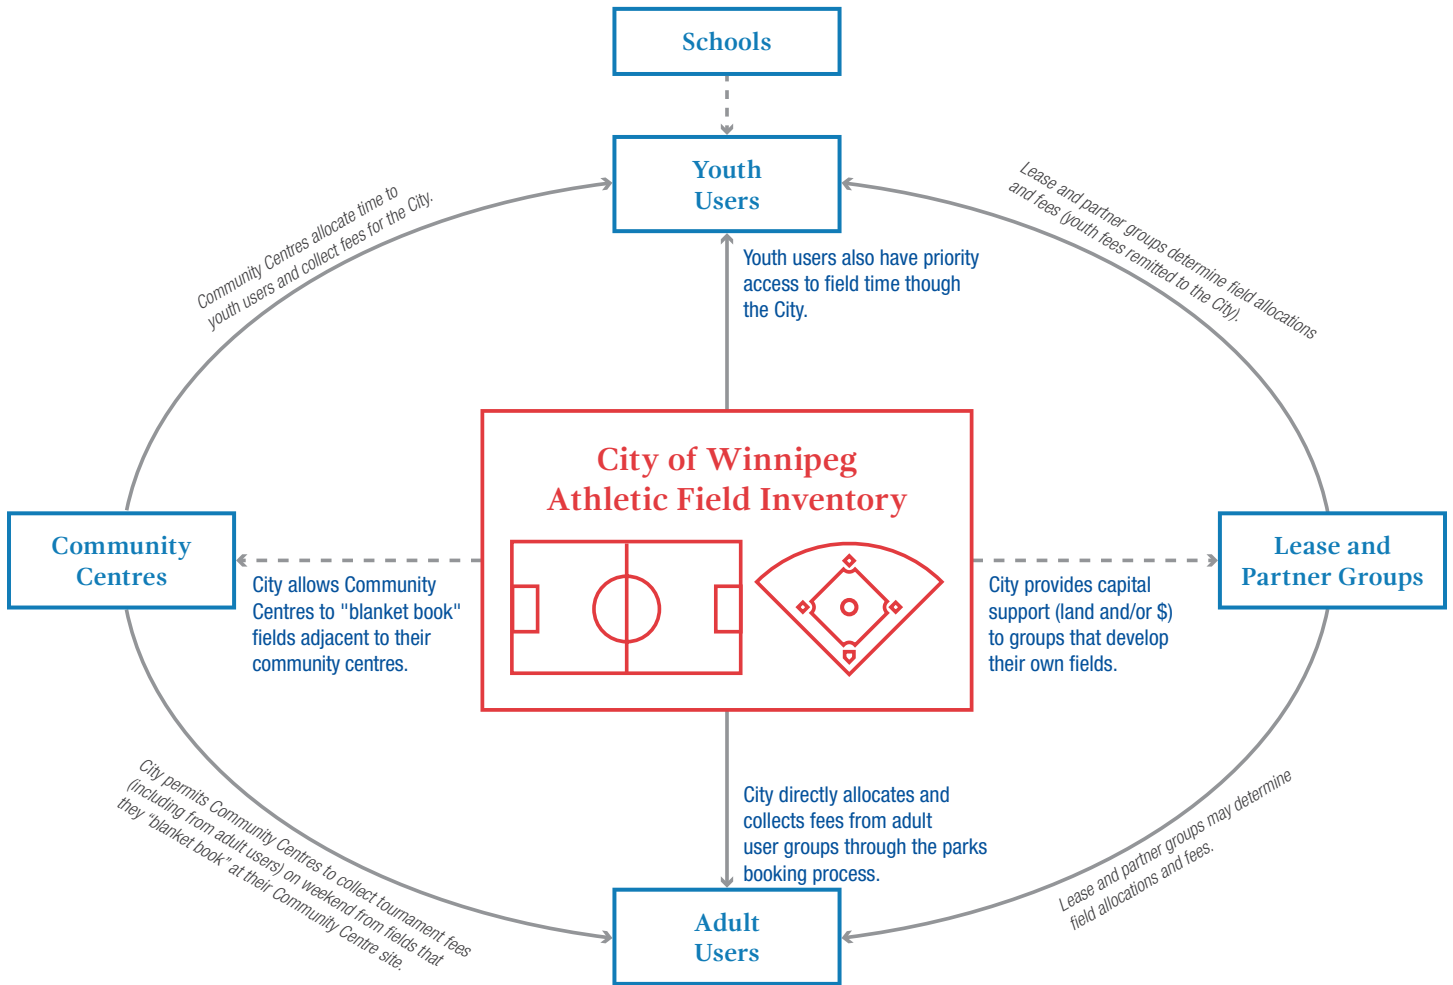 Schools
Youth
Users
Community Centres allocate time to
youth users and collect fees for the City.
Lease and partner groups determine field allocations
and fees (youth fees remitted to the City).
Youth users also have priority
access to field time though
the City.
City of Winnipeg
Athletic Field Inventory
Community
Centres
City allows Community
Centres to "blanket book"
fields adjacent to their
community centres.
City provides capital
support (land and/or $)
to groups that develop
their own fields.
Lease and
Partner Groups
City permits Community Centres to collect tournament fees
(including from adult users) on weekend from fields that
they “blanket book” at their Community Centre site.
City directly allocates and
collects fees from adult
user groups through the parks
booking process.
Lease and partner groups may determine
field allocations and fees.
Adult
Users